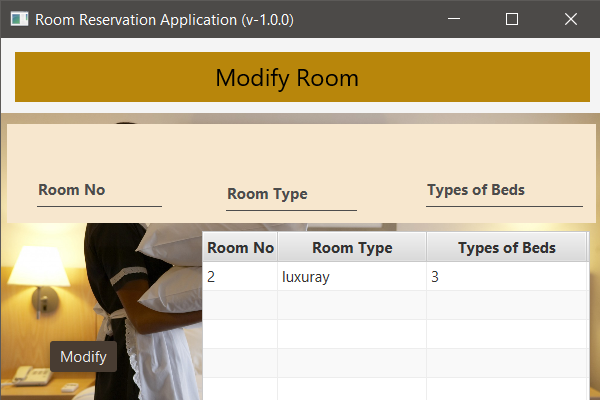 Room Reservation Application (v-1.0.0)
Modify Room
Room No
Room Type
Types of Beds
Room No Room Type Types of Beds
2 luxuray 3
Modify